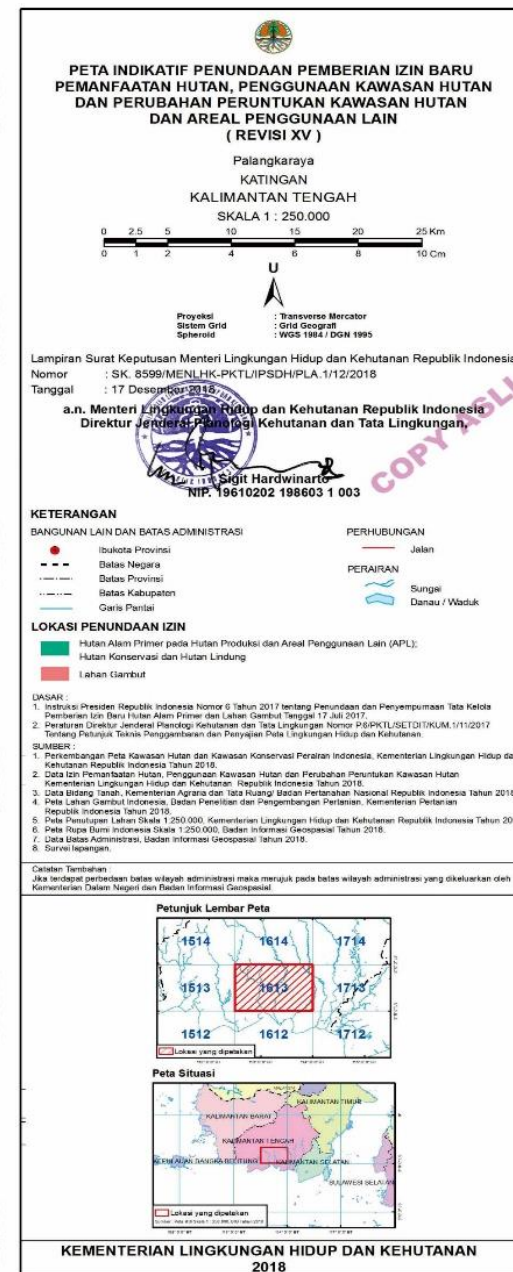 PETA INDIKATIF PENUNDAAN PEMBERIAN IZIN BARU
PEMANFAATAN HUTAN, PENGGUNAAN KAWASAN HUTAN
DAN PERUBAHAN PERUNTUKAN KAWASAN HUTAN
DAN AREAL PENGGUNAAN LAIN
( REVISI XV )
Palangkaraya
KATINGAN
KALIMANTAN TENGAH
SKALA 1 : 250.000
0 2.5 5 10 15 20 25 Km
0 1 2 4 6 8 10 Cm
U
Proyeksi : Transverse Mercator
Sistem Grid : Grid Geografi
Spheroid : WGS 1984 / DGN 1995
Lampiran Surat Keputusan Menteri Lingkungan Hidup dan Kehutanan Republik Indonesia
Nomor : SK. 8599/MENLHK-PKTL/IPSDH/PLA.1/12/2018
Tanggal : 17 Desember 2018
a.n. Menteri Lingkungan Hidup dan Kehutanan Republik Indonesia
Direktur Jenderal Planologi Kehutanan dan Tata Lingkungan,
COPY ASLI
Sigit Hardwinarto
NIP. 19610202 198603 1 003
KETERANGAN
BANGUNAN LAIN DAN BATAS ADMINISTRASI
Ibukota Provinsi
Batas Negara
Batas Provinsi
Batas Kabupaten
Garis Pantai
PERHUBUNGAN
Jalan
PERAIRAN
Sungai
Danau / Waduk
LOKASI PENUNDAAN IZIN
Hutan Alam Primer pada Hutan Produksi dan Areal Penggunaan Lain (APL);
Hutan Konservasi dan Hutan Lindung
Lahan Gambut
DASAR :
1. Instruksi Presiden Republik Indonesia Nomor 6 Tahun 2017 tentang Penundaan dan Penyempurnaan Tata Kelola
Pemberian Izin Baru Hutan Alam Primer dan Lahan Gambut Tanggal 17 Juli 2017.
2. Peraturan Direktur Jenderal Planologi Kehutanan dan Tata Lingkungan Nomor P.6/PKTL/SETDIT/KUM.1/11/2017
Tentang Petunjuk Teknis Penggambaran dan Penyajian Peta Lingkungan Hidup dan Kehutanan.
SUMBER :
1. Perkembangan Peta Kawasan Hutan dan Kawasan Konservasi Perairan Indonesia, Kementerian Lingkungan Hidup da
Kehutanan Republik Indonesia Tahun 2018.
2. Data Izin Pemanfaatan Hutan, Penggunaan Kawasan Hutan dan Perubahan Peruntukan Kawasan Hutan
Kementerian Lingkungan Hidup dan Kehutanan Republik Indonesia Tahun 2018.
3. Data Bidang Tanah, Kementerian Agraria dan Tata Ruang/ Badan Pertanahan Nasional Republik Indonesia Tahun 2018
4. Peta Lahan Gambut Indonesia, Badan Penelitian dan Pengembangan Pertanian, Kementerian Pertanian
Republik Indonesia Tahun 2018.
5. Peta Penutupan Lahan Skala 1:250.000, Kementerian Lingkungan Hidup dan Kehutanan Republik Indonesia Tahun 20
6. Peta Rupa Bumi Indonesia Skala 1:250.000, Badan Informasi Geospasial Tahun 2018.
7. Data Batas Administrasi, Badan Informasi Geospasial Tahun 2018.
8. Survei lapangan.
Catatan Tambahan :
Jika terdapat perbedaan batas wilayah administrasi maka merujuk pada batas wilayah administrasi yang dikeluarkan oleh
Kementerian Dalam Negeri dan Badan Informasi Geospasial.
Petunjuk Lembar Peta
1514 1614 1714
1513 1613 1713
1512 1612 1712
Lokasi yang dipetakan
Peta Situasi
KALIMANTAN TIMUR
KALIMANTAN BARAT
KALIMANTAN TENGAH
KEPULAUAN BANGKA BELITUNG
KALIMANTAN SELATAN
SULAWESI SELATAN
Lokasi yang dipetakan
KEMENTERIAN LINGKUNGAN HIDUP DAN KEHUTANAN
2018